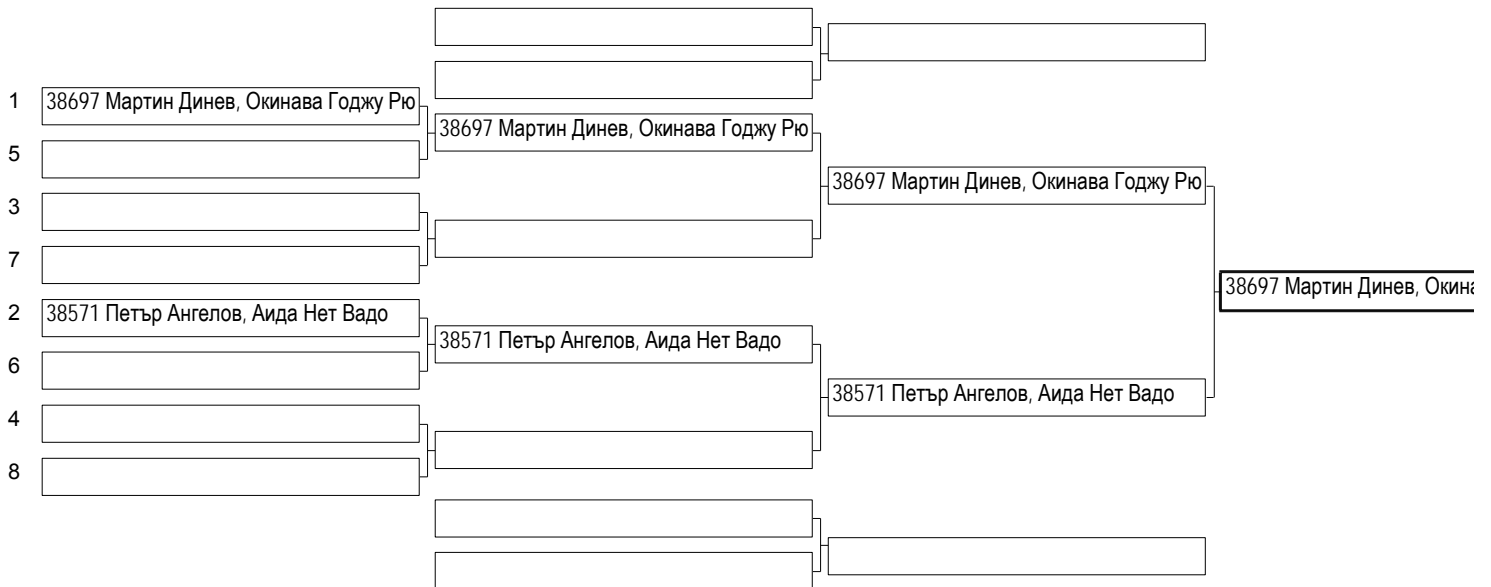 1 38697 Мартин Динев, Окинава Годжу Рю
38697 Мартин Динев, Окинава Годжу Рю
5
38697 Мартин Динев, Окинава Годжу Рю
3
7
38697 Мартин Динев, Окина
2 38571 Петър Ангелов, Аида Нет Вадо
38571 Петър Ангелов, Аида Нет Вадо
6
38571 Петър Ангелов, Аида Нет Вадо
4
8